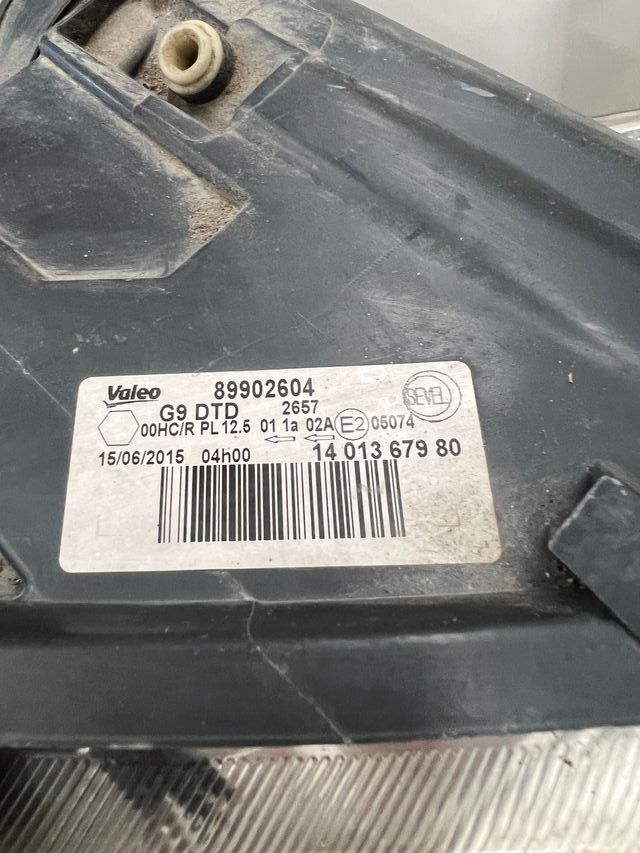 Valeo 89902604 SEVEL
G9 DTD 2657
00HC/R PL 12.5 01 1a 02A E2 05074
15/06/2015 04h00 14 013 679 80